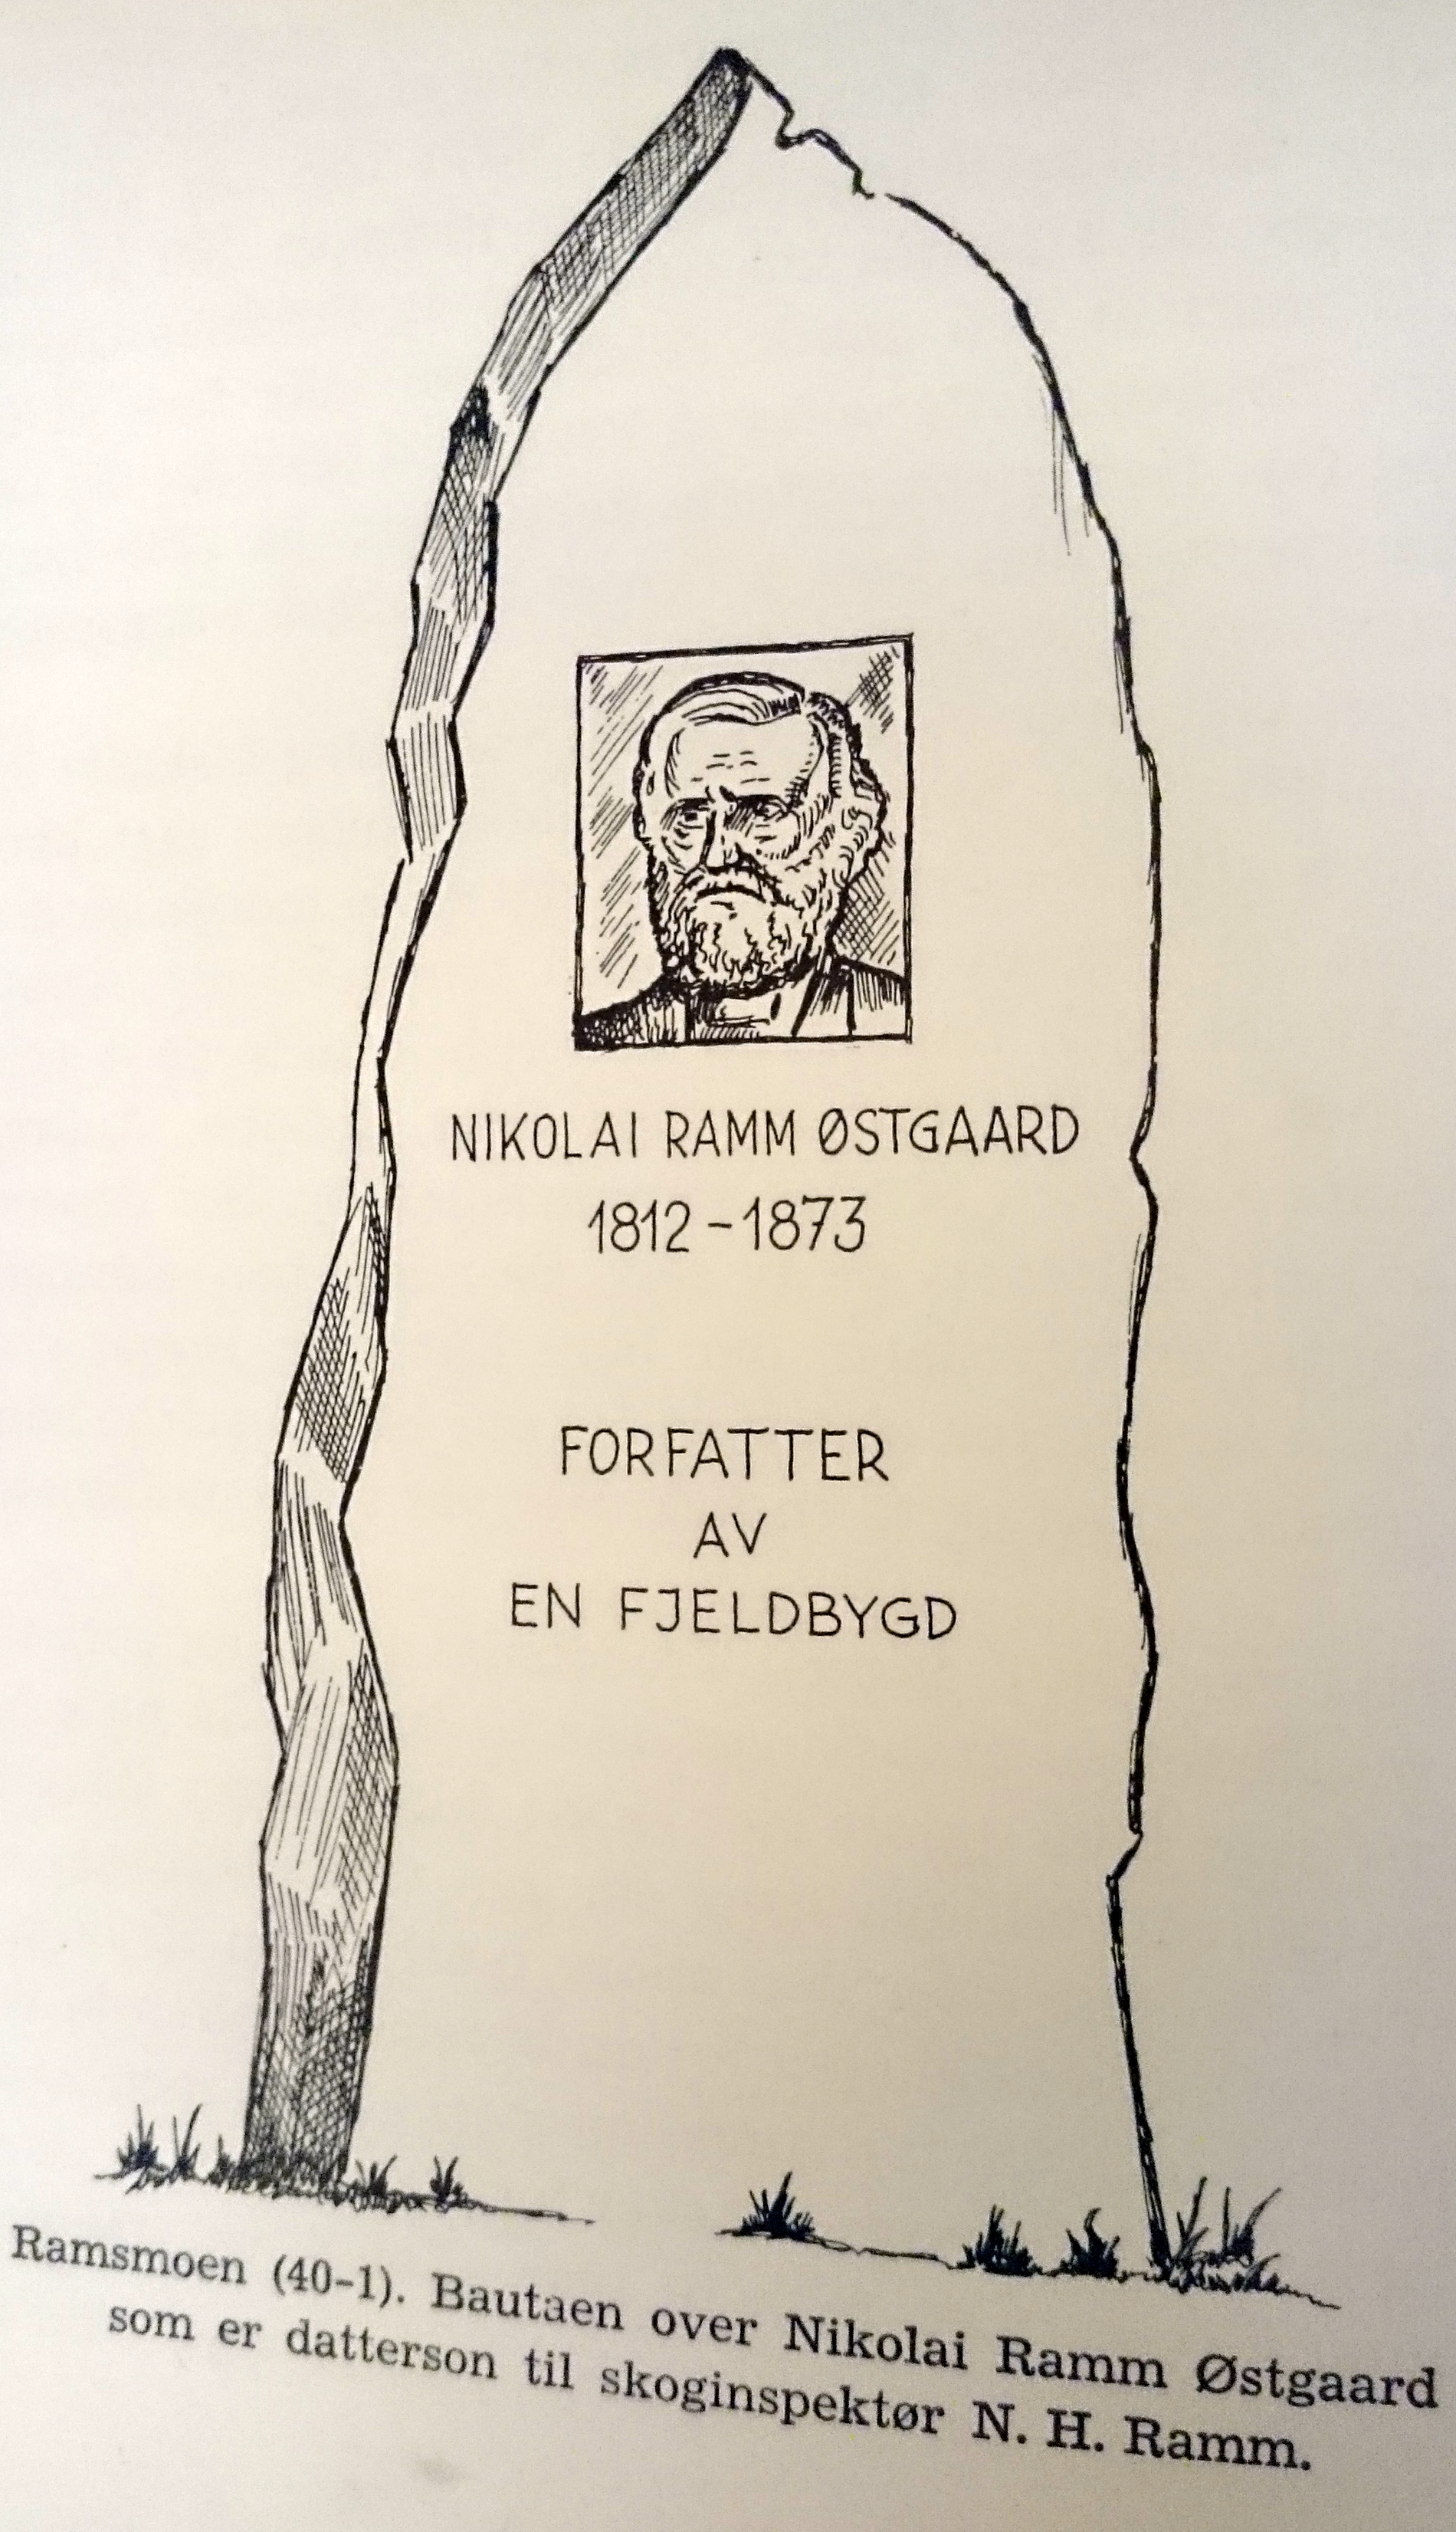 NIKOLAI RAMM ØSTGAARD
1812-1873
FORFATTER
AV
EN FJELDBYGD
Ramsmoen (40-1). Bautaen over Nikolai Ramm Østgaard
som er datterson til skoginspektør N. H. Ramm.